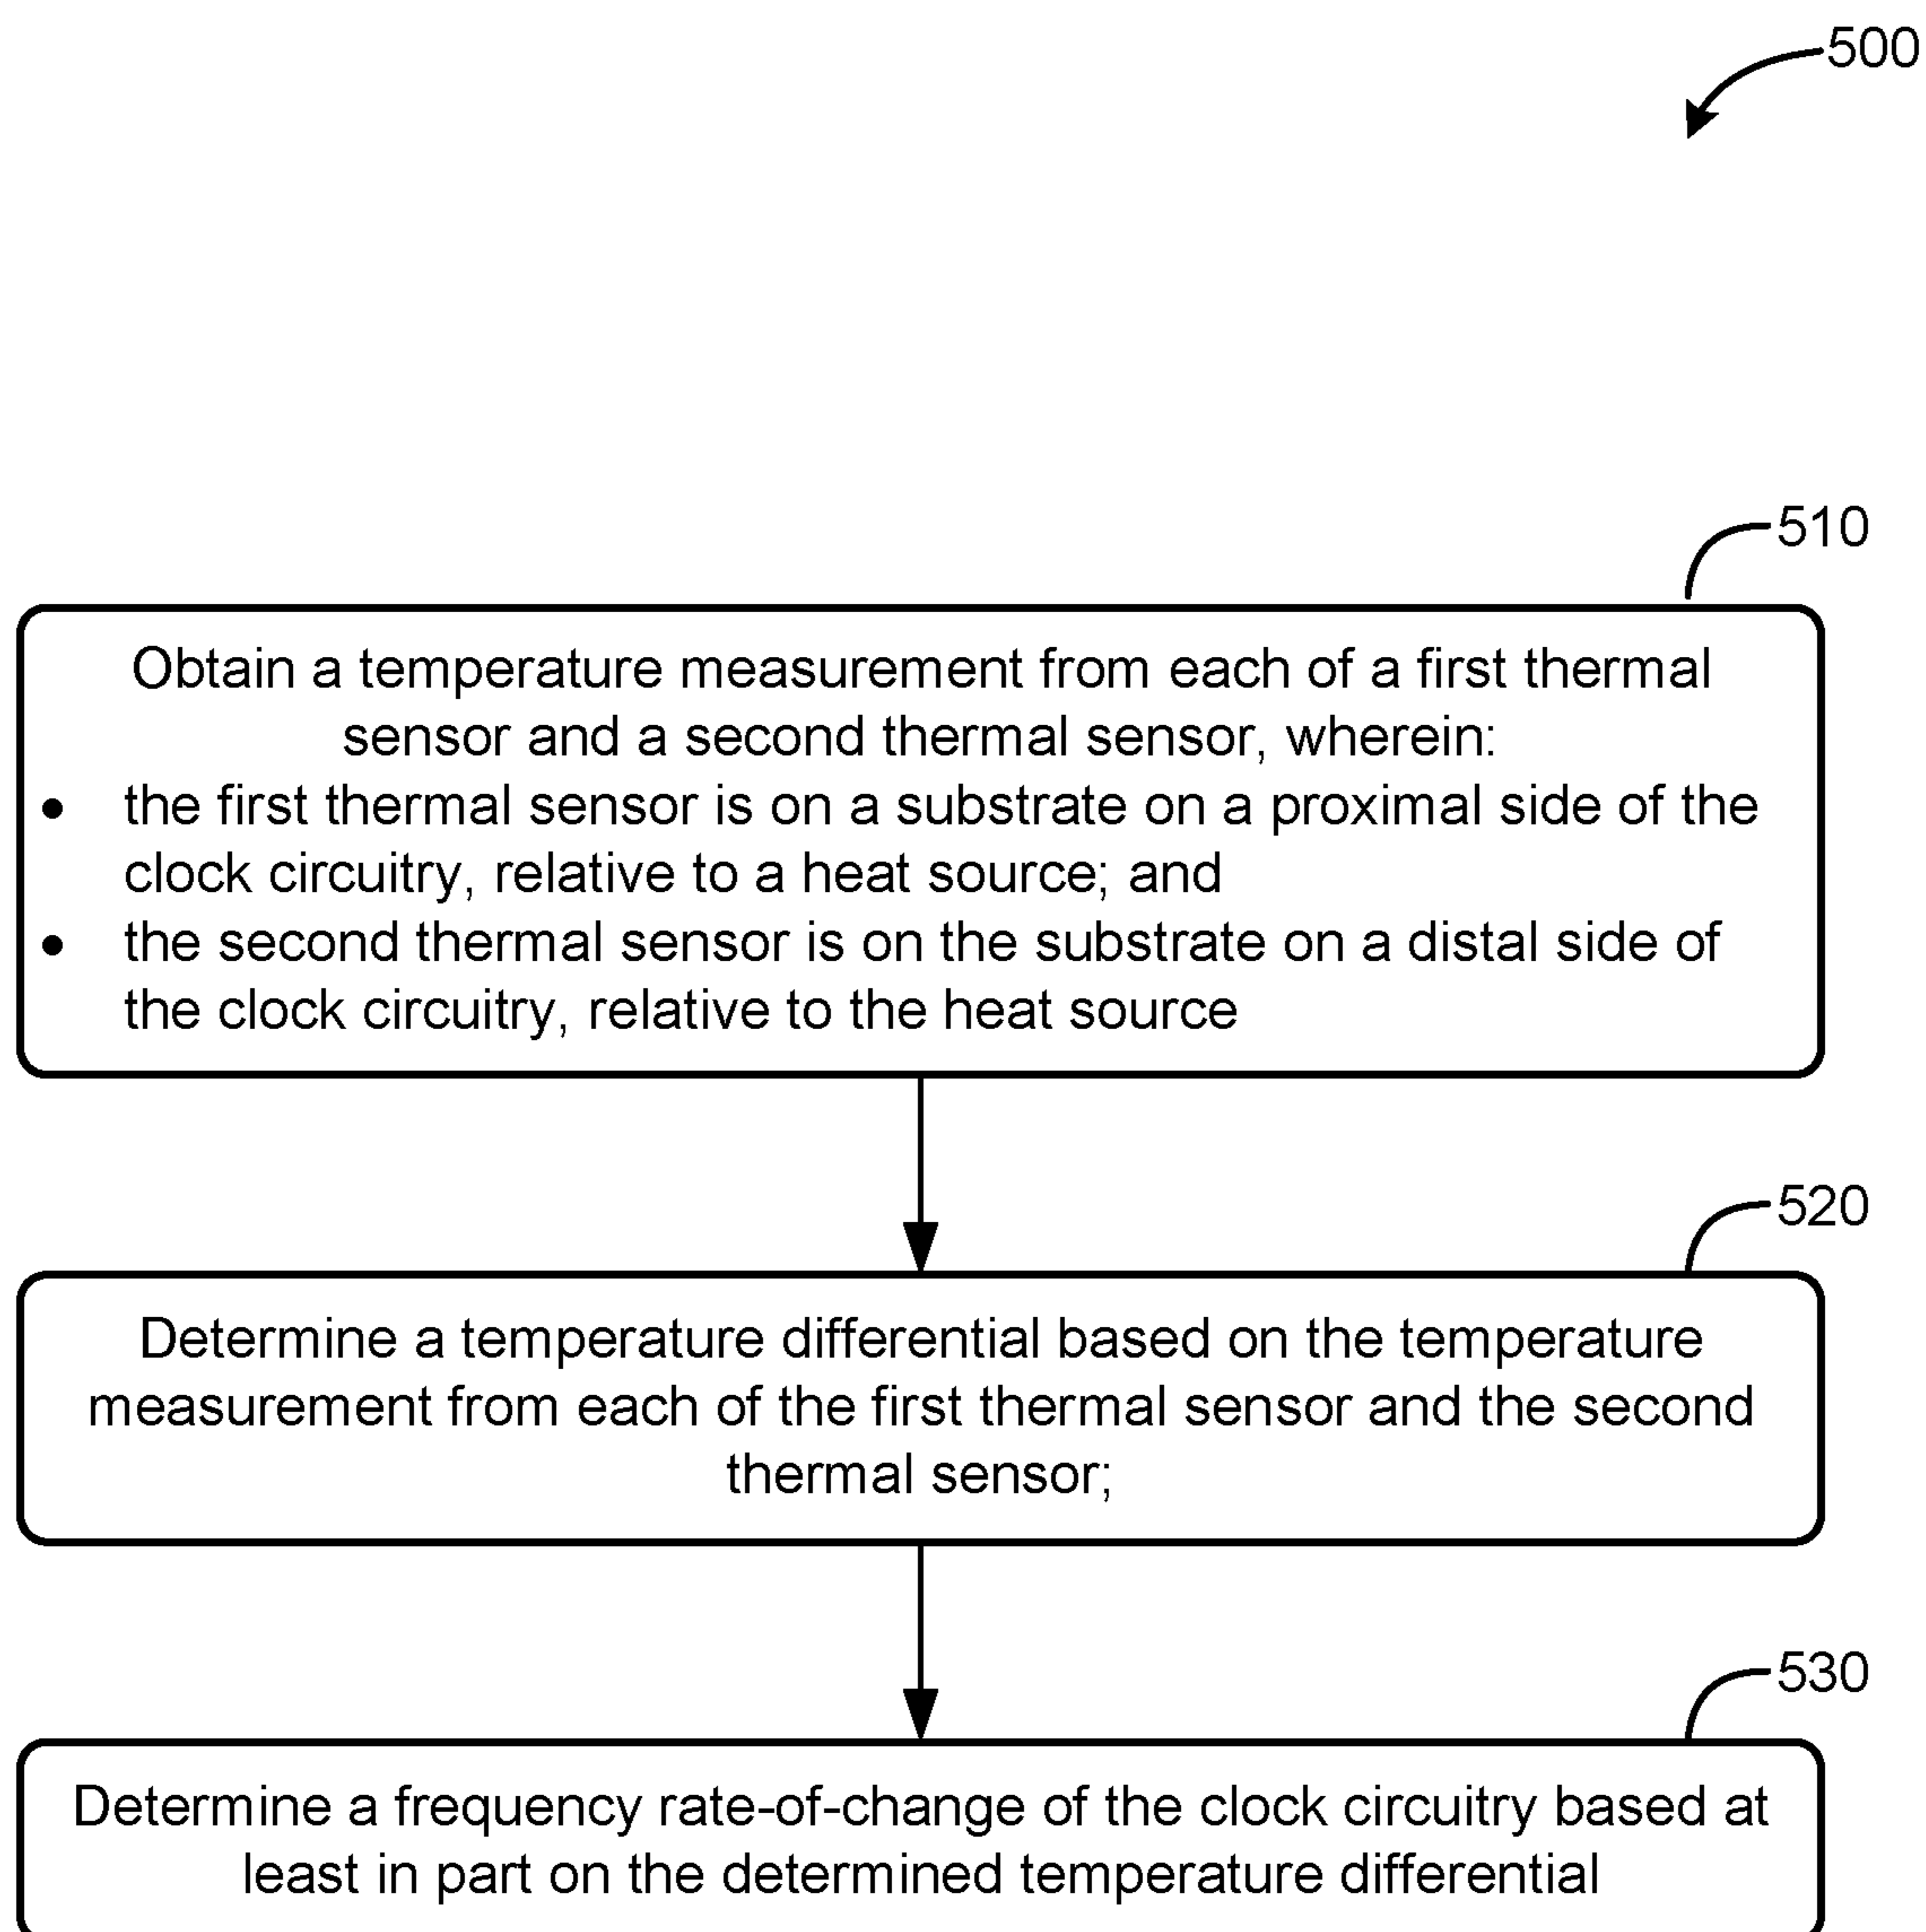 500
510
Obtain a temperature measurement from each of a first thermal
sensor and a second thermal sensor, wherein:
• the first thermal sensor is on a substrate on a proximal side of the
clock circuitry, relative to a heat source; and
• the second thermal sensor is on the substrate on a distal side of
the clock circuitry, relative to the heat source
520
Determine a temperature differential based on the temperature
measurement from each of the first thermal sensor and the second
thermal sensor;
530
Determine a frequency rate-of-change of the clock circuitry based at
least in part on the determined temperature differential